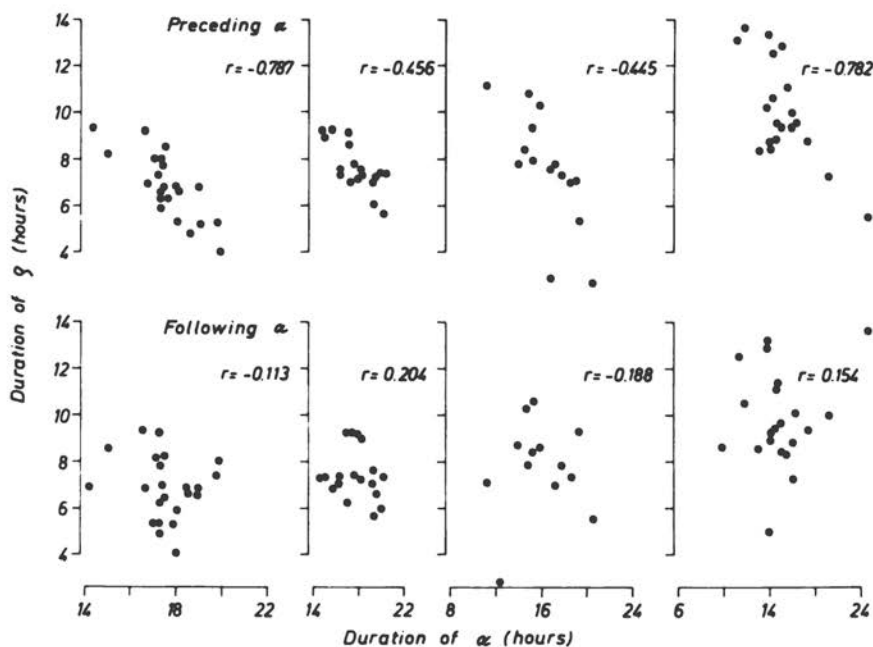 14
Preceding α
12
r = -0.787
r = -0.456
r = -0.445
r = -0.782
10
8
6
4
Duration of ρ (hours)
14
Following α
12
r = -0.113
r = 0.204
r = -0.188
r = 0.154
10
8
6
4
14 18 22 14 18 22 8 16 24 6 14 24
Duration of α (hours)